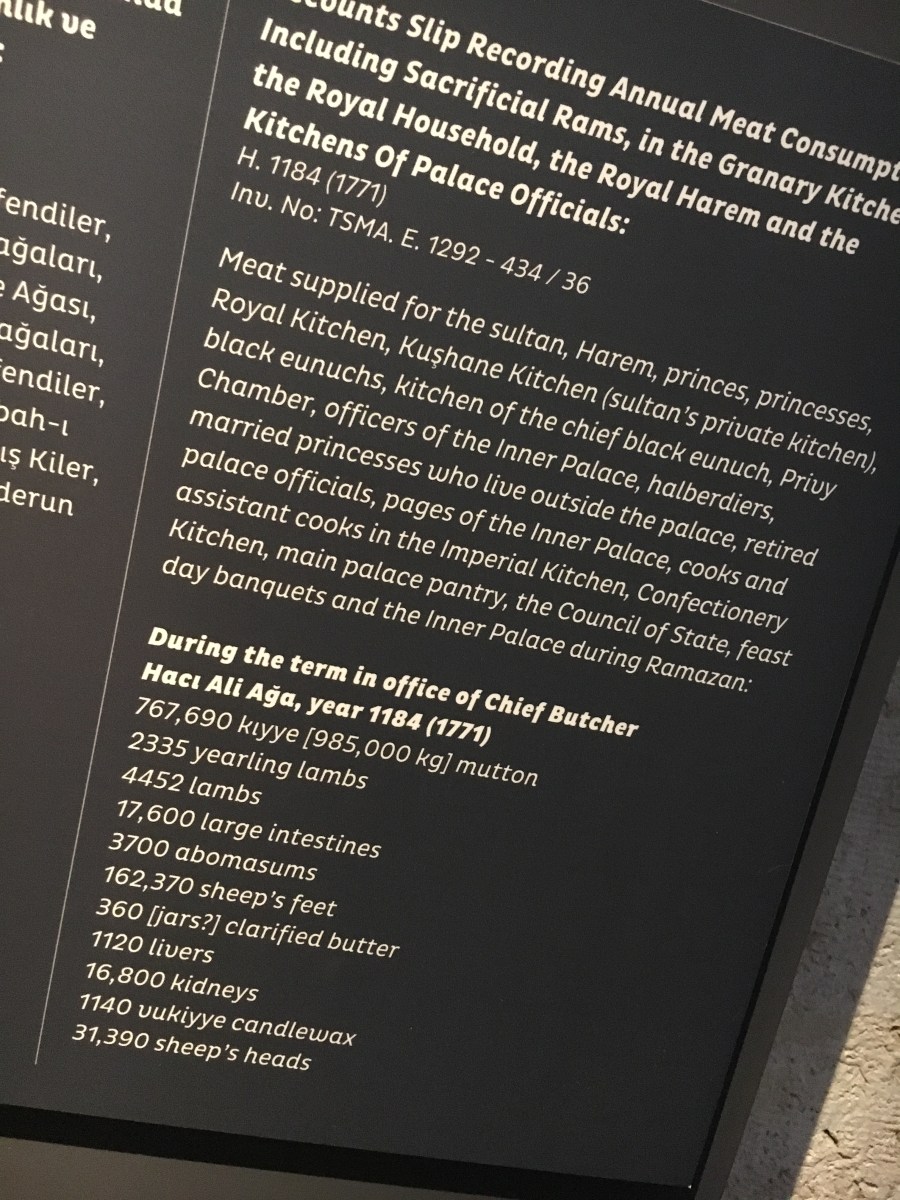 nlık ve
:
fendiler,
ağaları,
e Ağası,
ağaları,
fendiler,
bah-ı
ış Kiler,
derun
ccounts Slip Recording Annual Meat Consumpt
Including Sacrificial Rams, in the Granary Kitche
the Royal Household, the Royal Harem and the
Kitchens Of Palace Officials:
H. 1184 (1771)
Inv. No: TSMA. E. 1292 - 434 / 36
Meat supplied for the sultan, Harem, princes, princesses,
Royal Kitchen, Kuşhane Kitchen (sultan's private kitchen),
black eunuchs, kitchen of the chief black eunuch, Privy
Chamber, officers of the Inner Palace, halberdiers,
married princesses who live outside the palace, retired
palace officials, pages of the Inner Palace, cooks and
assistant cooks in the Imperial Kitchen, Confectionery
Kitchen, main palace pantry, the Council of State, feast
day banquets and the Inner Palace during Ramazan:
During the term in office of Chief Butcher
Hacı Ali Ağa, year 1184 (1771)
767,690 kıyye [985,000 kg] mutton
2335 yearling lambs
4452 lambs
17,600 large intestines
3700 abomasums
162,370 sheep's feet
360 [jars?] clarified butter
1120 livers
16,800 kidneys
1140 vukiyye candlewax
31,390 sheep's heads